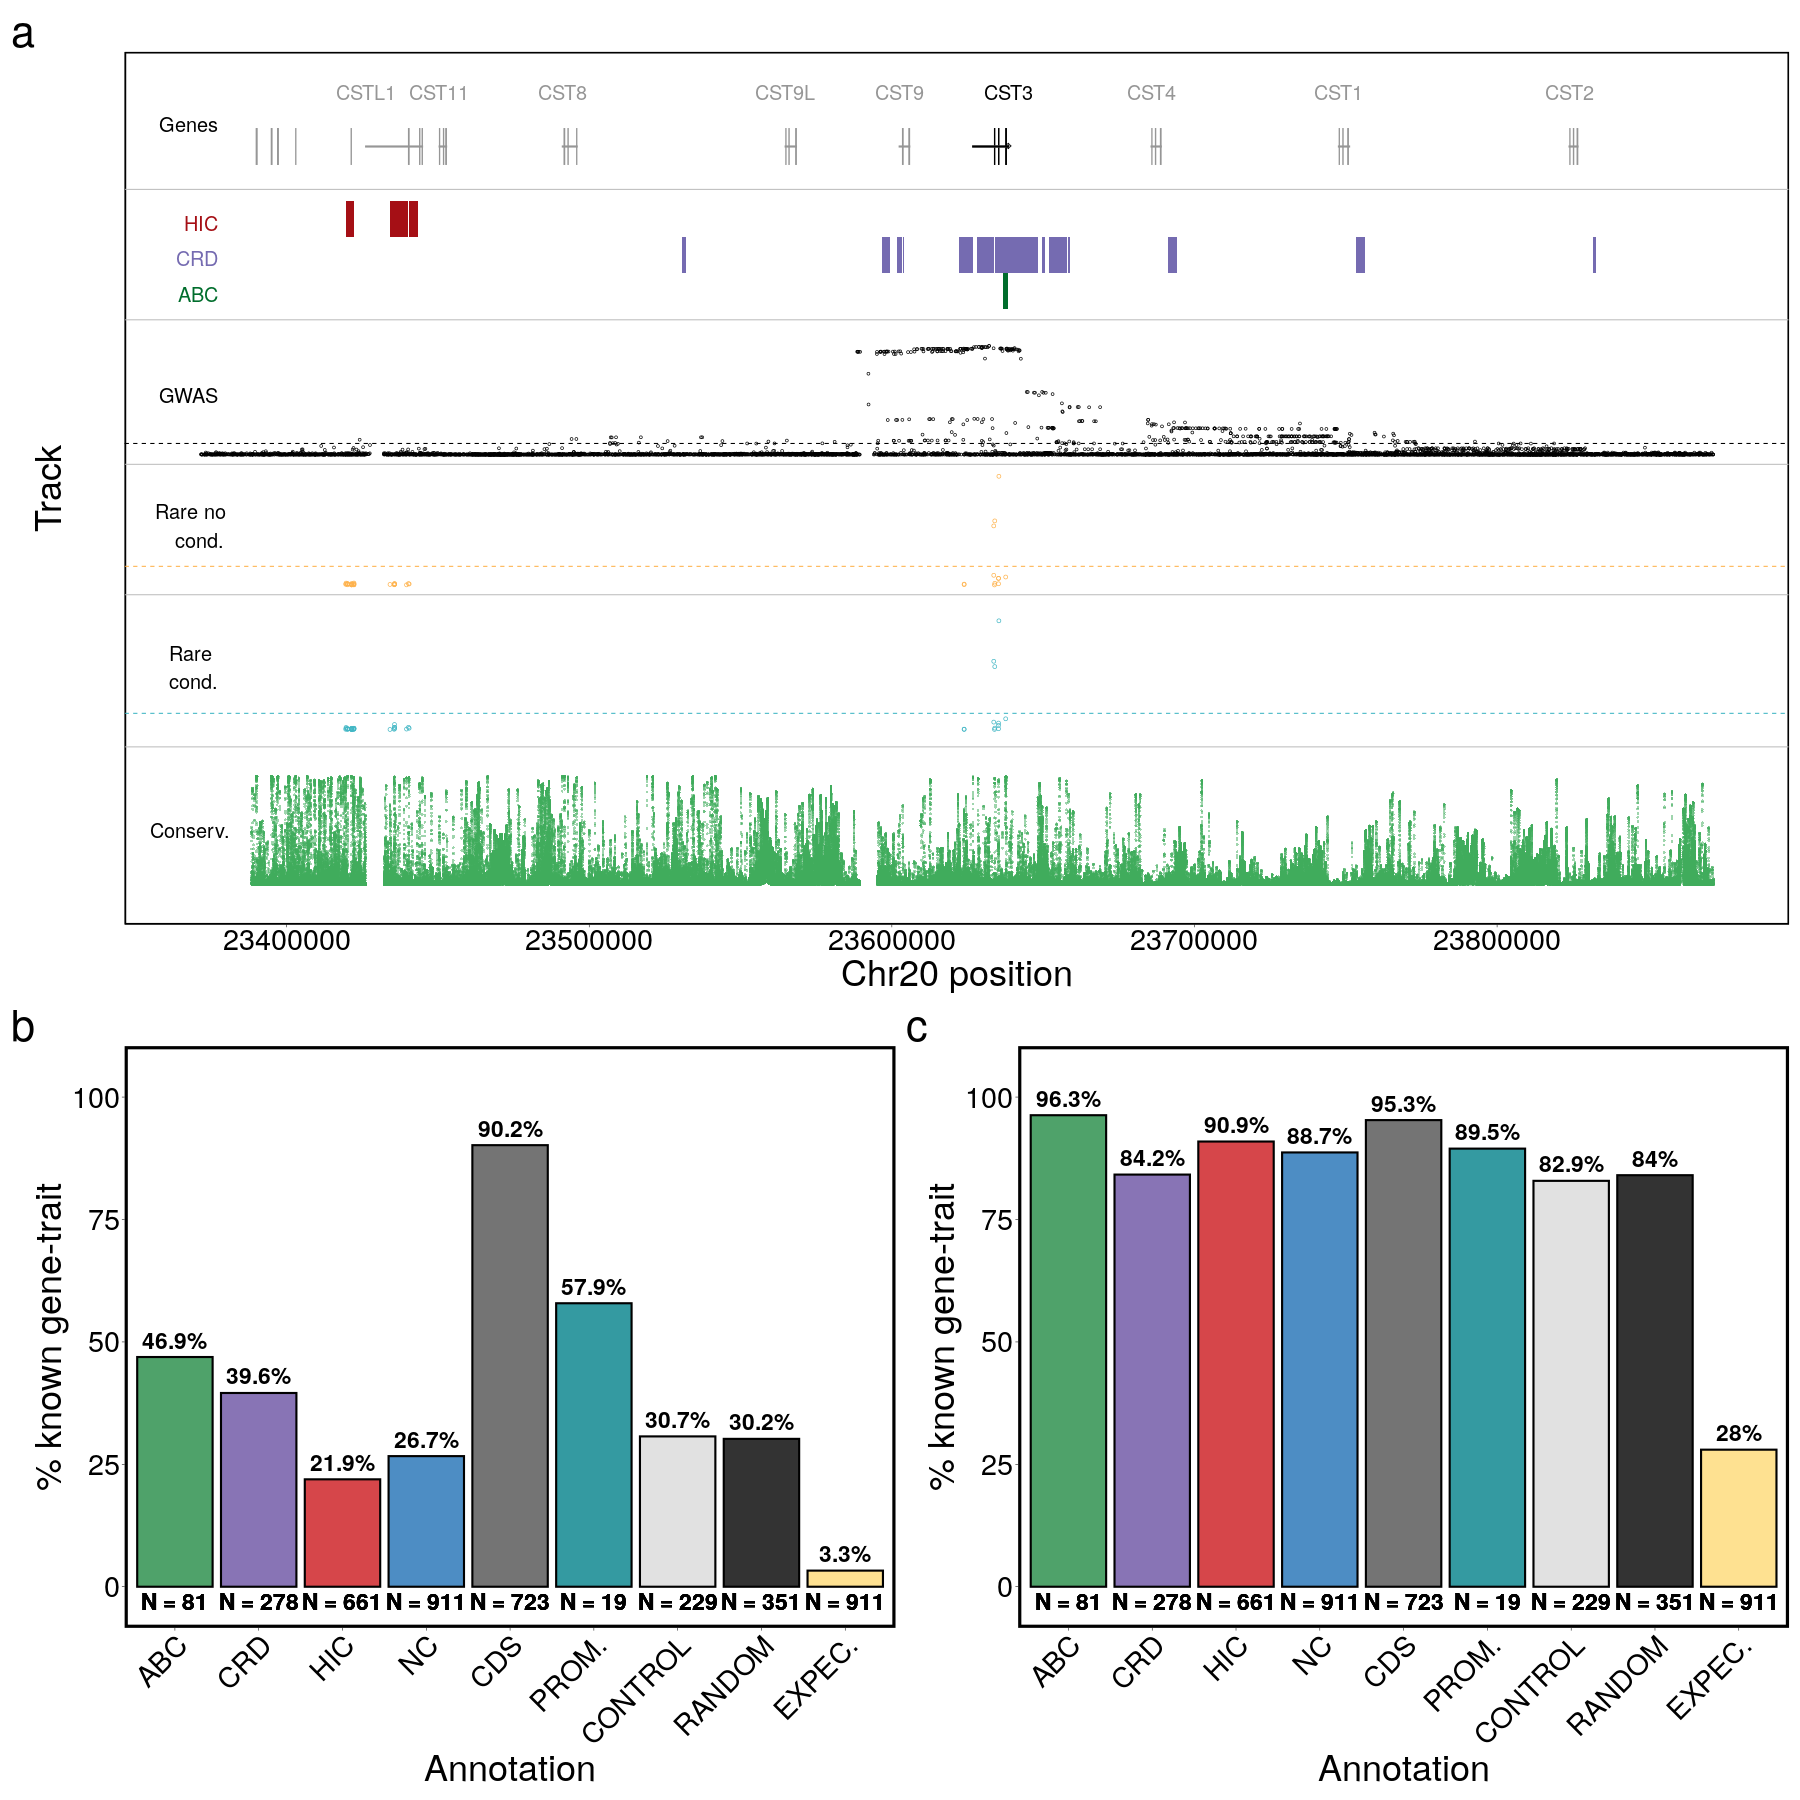 a
CSTL1 CST11 CST8 CST9L CST9 CST3 CST4 CST1 CST2
Genes
HIC
CRD
ABC
GWAS
Track
Rare no
cond.
Rare
cond.
Conserv.
23400000 23500000 23600000 23700000 23800000
Chr20 position
b
% known gene-trait
100
75
50
25
0
46.9% 39.6% 21.9% 26.7% 90.2% 57.9% 30.7% 30.2% 3.3%
N = 81 N = 278 N = 661 N = 911 N = 723 N = 19 N = 229 N = 351 N = 911
ABC CRD HIC NC CDS PROM. CONTROL RANDOM EXPEC.
Annotation
c
% known gene-trait
100
75
50
25
0
96.3% 84.2% 90.9% 88.7% 95.3% 89.5% 82.9% 84% 28%
N = 81 N = 278 N = 661 N = 911 N = 723 N = 19 N = 229 N = 351 N = 911
ABC CRD HIC NC CDS PROM. CONTROL RANDOM EXPEC.
Annotation